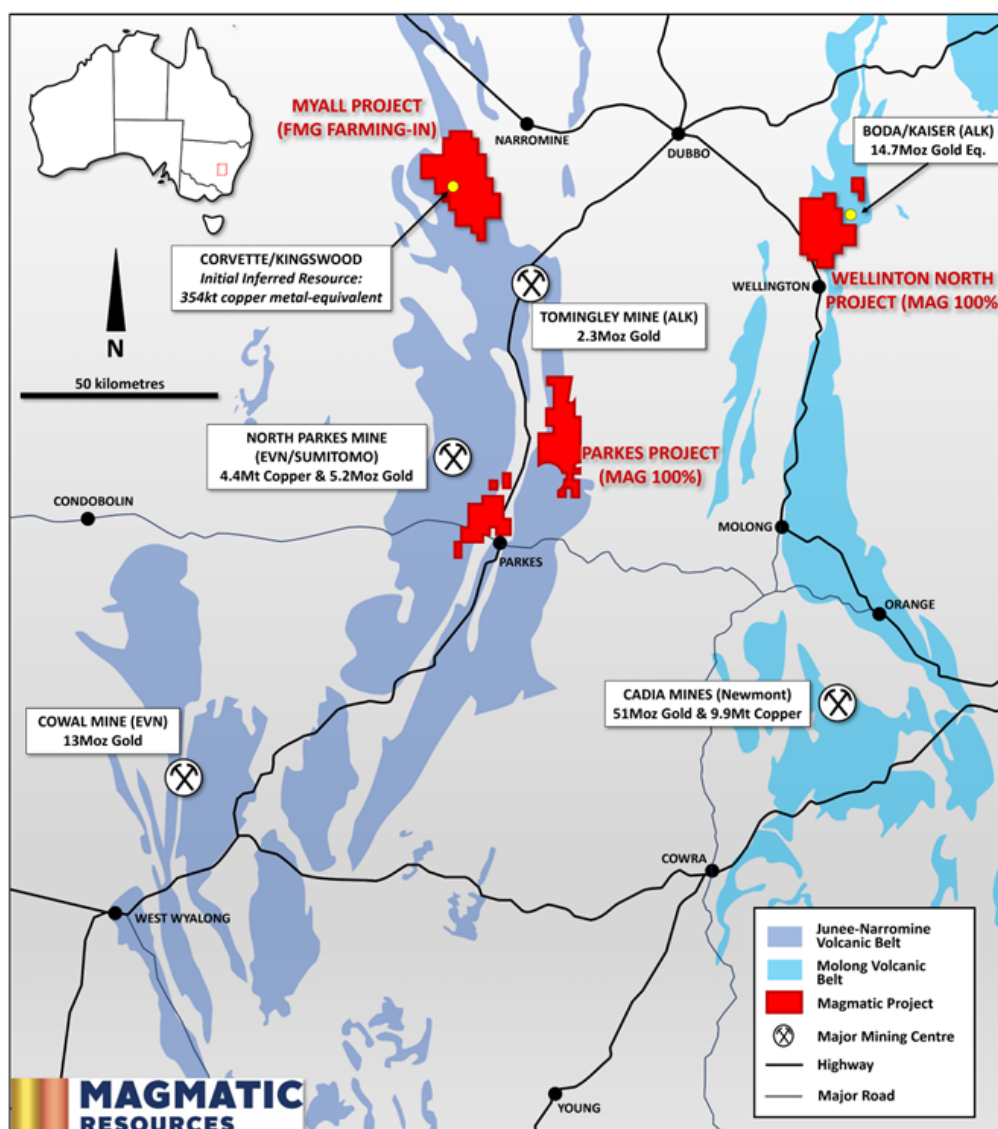 MYALL PROJECT
(FMG FARMING-IN)
NARROMINE
DUBBO
BODA/KAISER (ALK)
14.7Moz Gold Eq.
CORVETTE/KINGSWOOD
Initial Inferred Resource:
354kt copper metal-equivalent
N
50 kilometres
WELLINTON NORTH
PROJECT (MAG 100%
WELLINGTON
TOMINGLEY MINE (ALK)
2.3Moz Gold
NORTH PARKES MINE
(EVN/SUMITOMO)
4.4Mt Copper & 5.2Moz Gold
PARKES PROJECT
(MAG 100%)
CONDOBOLIN
PARKES
MOLONG
ORANGE
CADIA MINES (Newmont)
51Moz Gold & 9.9Mt Copper
COWAL MINE (EVN)
13Moz Gold
COWRA
WEST WYALONG
YOUNG
Junee-Narromine
Volcanic Belt
Molong Volcanic
Belt
Magmatic Project
Major Mining Centre
Highway
Major Road
MAGMATIC
RESOURCES